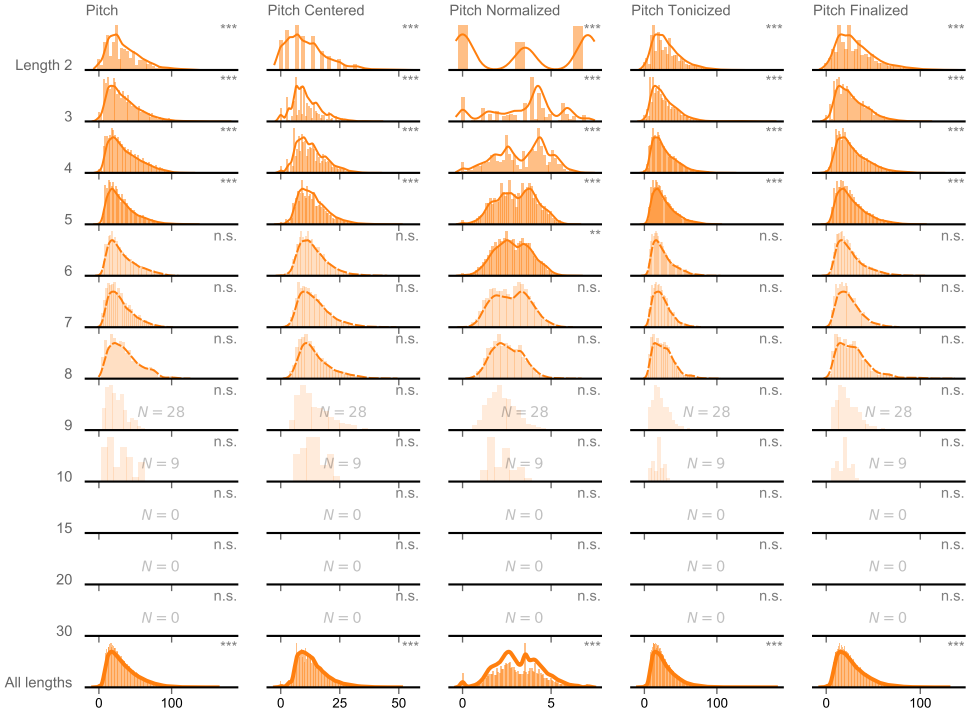 Pitch Pitch Centered Pitch Normalized Pitch Tonicized Pitch Finalized
Length 2 *** *** *** *** ***
3 *** *** *** *** ***
4 *** *** *** *** ***
5 *** *** *** *** ***
6 n.s. n.s. ** n.s. n.s.
7 n.s. n.s. n.s. n.s. n.s.
8 n.s. n.s. n.s. n.s. n.s.
9 N = 28 n.s. N = 28 n.s. N = 28 n.s. N = 28 n.s. N = 28 n.s.
10 N = 9 n.s. N = 9 n.s. N = 9 n.s. N = 9 n.s. N = 9 n.s.
15 N = 0 n.s. N = 0 n.s. N = 0 n.s. N = 0 n.s. N = 0 n.s.
20 N = 0 n.s. N = 0 n.s. N = 0 n.s. N = 0 n.s. N = 0 n.s.
30 N = 0 n.s. N = 0 n.s. N = 0 n.s. N = 0 n.s. N = 0 n.s.
All lengths *** *** *** *** ***
0 100 0 25 50 0 5 0 100 0 100